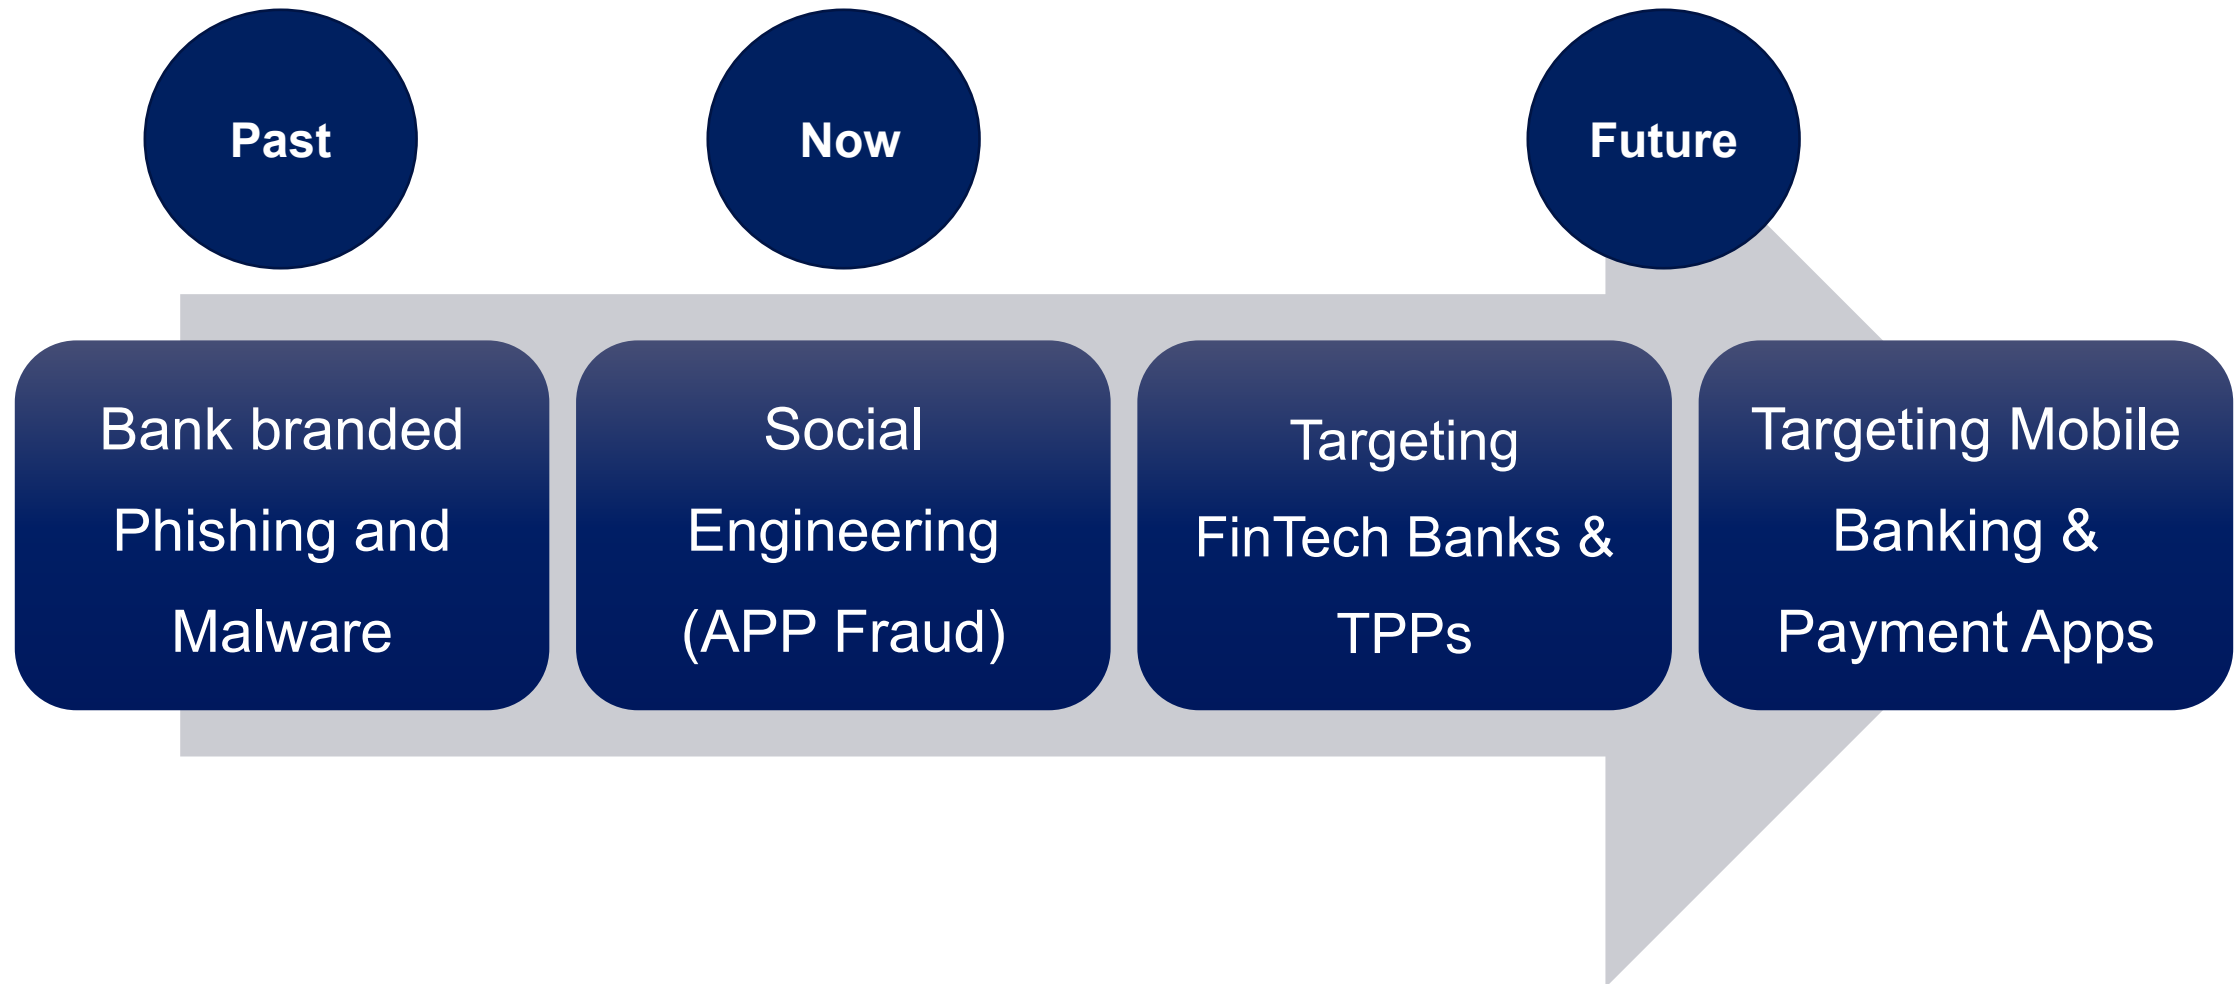 Past
Now
Future
Bank branded
Phishing and
Malware
Social
Engineering
(APP Fraud)
Targeting
FinTech Banks &
TPPs
Targeting Mobile
Banking &
Payment Apps